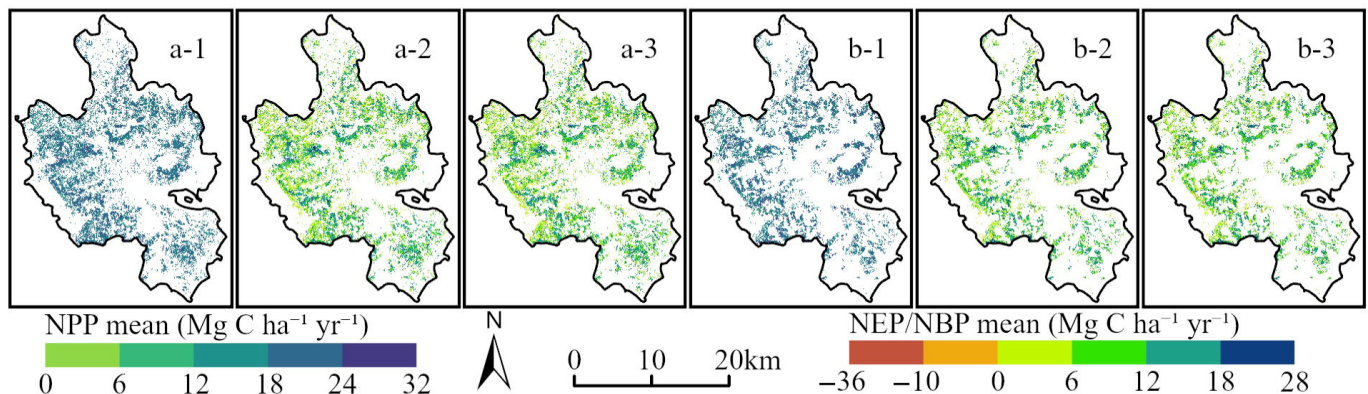 a-1 a-2 a-3 b-1 b-2 b-3
NPP mean (Mg C ha⁻¹ yr⁻¹)
0 6 12 18 24 32
N
0 10 20km
NEP/NBP mean (Mg C ha⁻¹ yr⁻¹)
−36 −10 0 6 12 18 28